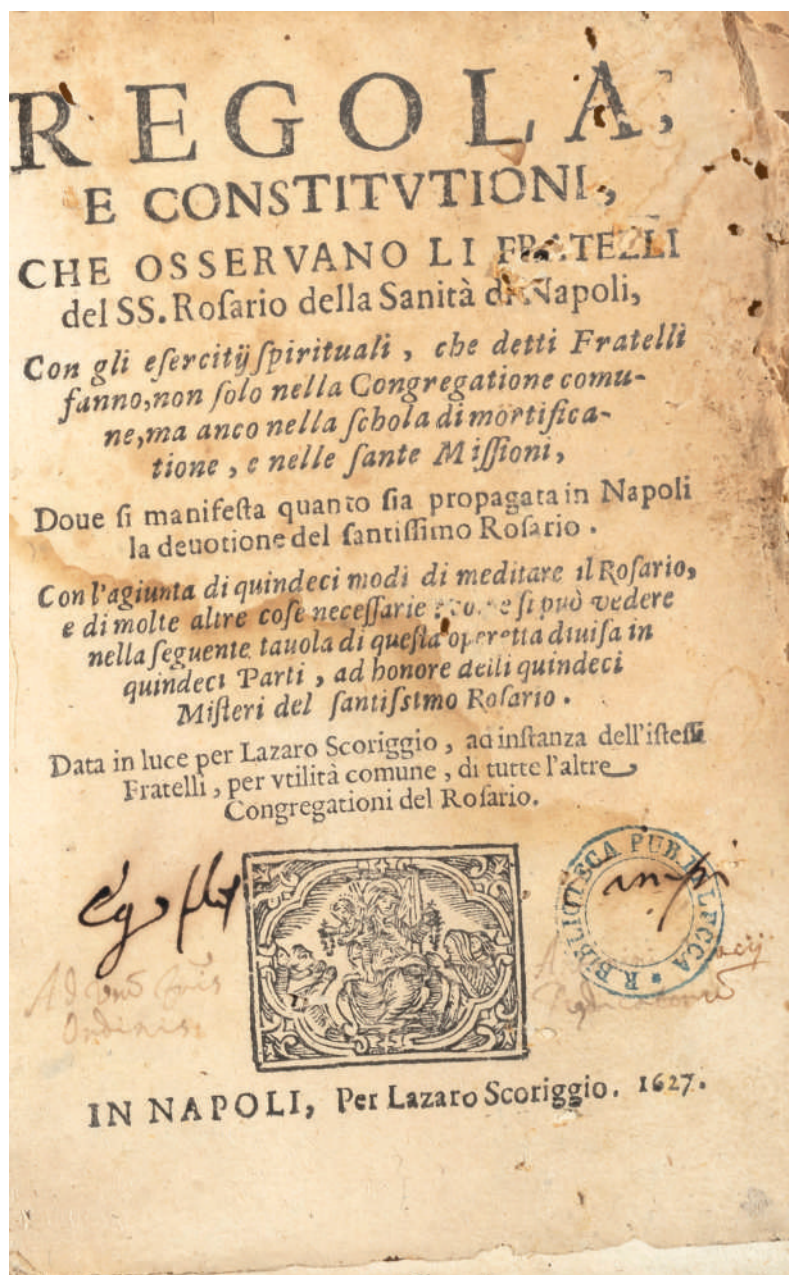 REGOLA,
E CONSTITVTIONI,
CHE OSSERVANO LI FRATELLI
del SS. Roſario della Sanità di Napoli,
Con gli eſercitij ſpirituali, che detti Fratelli
fanno, non ſolo nella Congregatione comu-
ne, ma anco nella ſchola di mortifica-
tione, e nelle ſante Miſſioni,
Doue ſi manifeſta quanto ſia propagata in Napoli
la deuotione del ſantiſſimo Roſario.
Con l'agiunta di quindeci modi di meditare il Roſario,
e di molte altre coſe neceſſarie ſi può vedere
nella ſeguente tauola di queſta operetta diuiſa in
quindeci Parti, ad honore delli quindeci
Miſteri del ſantiſsimo Roſario.
Data in luce per Lazaro Scoriggio, ad inſtanza dell'iſteſſi
Fratelli, per vtilità comune, di tutte l'altre
Congregationi del Roſario.
R. BIBLIOTECA PUB. LUCCA
Ad
Ordinis
IN NAPOLI, Per Lazaro Scoriggio. 1627.